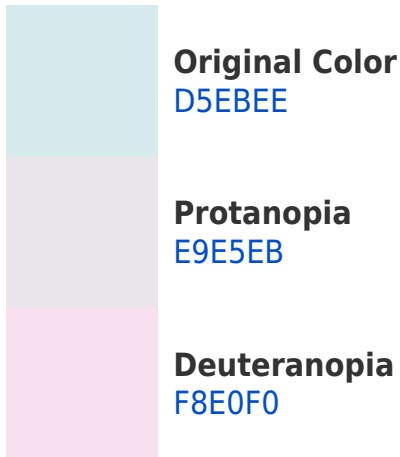 Original Color
D5EBEE
Protanopia
E9E5EB
Deuteranopia
F8E0F0